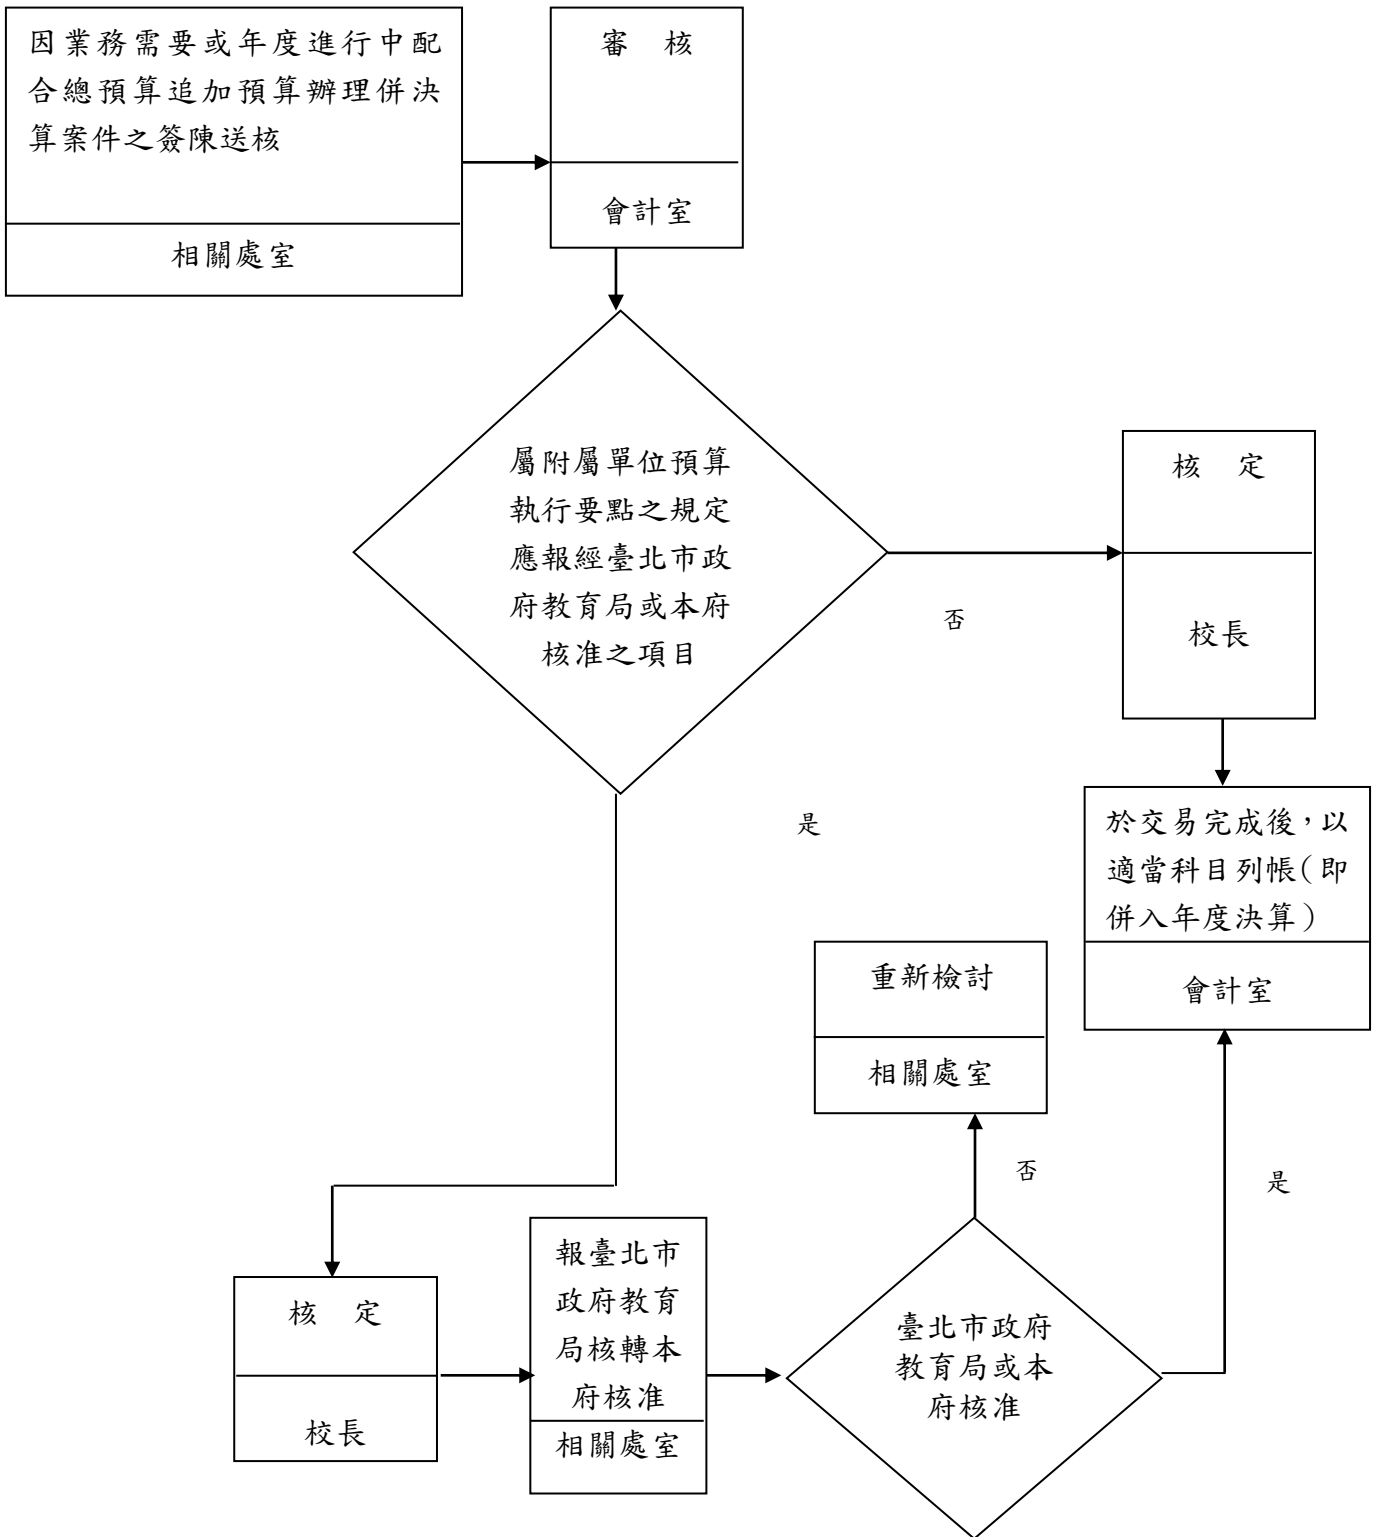 因業務需要或年度進行中配
合總預算追加預算辦理併決
算案件之簽陳送核
相關處室
審　核
會計室
屬附屬單位預算
執行要點之規定
應報經臺北市政
府教育局或本府
核准之項目
否
核　定
校長
是
於交易完成後，以
適當科目列帳（即
併入年度決算）
會計室
重新檢討
相關處室
否
是
核　定
校長
報臺北市
政府教育
局核轉本
府核准
相關處室
臺北市政府
教育局或本
府核准